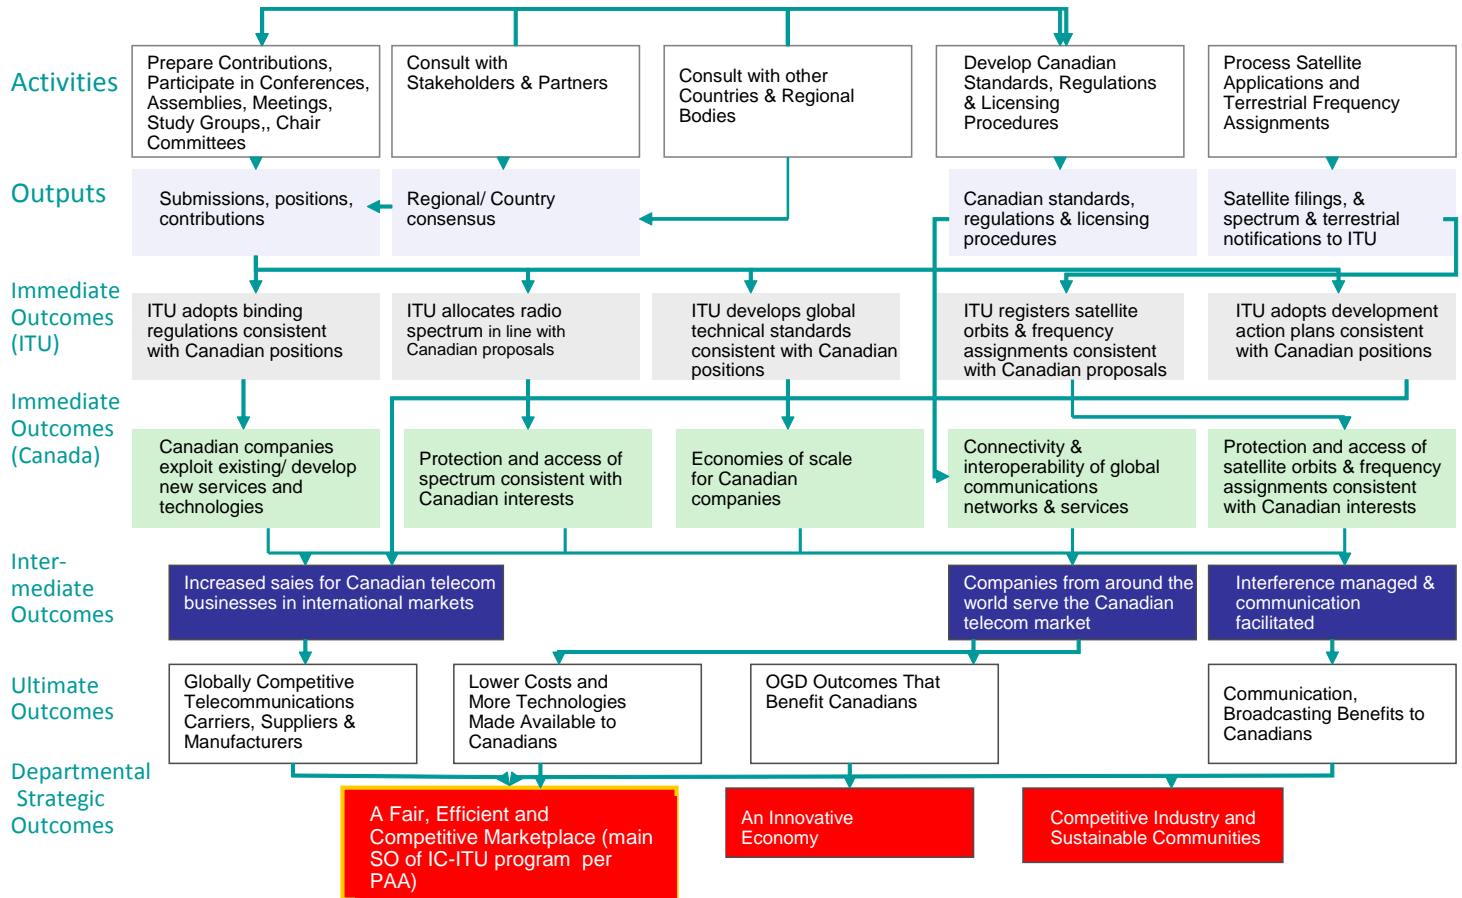 Activities
Prepare Contributions,
Participate in Conferences,
Assemblies, Meetings,
Study Groups,, Chair
Committees
Consult with
Stakeholders & Partners
Consult with other
Countries & Regional
Bodies
Develop Canadian
Standards, Regulations
& Licensing
Procedures
Process Satellite
Applications and
Terrestrial Frequency
Assignments
Outputs
Submissions, positions,
contributions
Regional/ Country
consensus
Canadian standards,
regulations & licensing
procedures
Satellite filings, &
spectrum & terrestrial
notifications to ITU
Immediate
Outcomes
(ITU)
ITU adopts binding
regulations consistent
with Canadian positions
ITU allocates radio
spectrum in line with
Canadian proposals
ITU develops global
technical standards
consistent with Canadian
positions
ITU registers satellite
orbits & frequency
assignments consistent
with Canadian proposals
ITU adopts development
action plans consistent
with Canadian positions
Immediate
Outcomes
(Canada)
Canadian companies
exploit existing/ develop
new services and
technologies
Protection and access of
spectrum consistent with
Canadian interests
Economies of scale
for Canadian
companies
Connectivity &
interoperability of global
communications
networks & services
Protection and access of
satellite orbits & frequency
assignments consistent
with Canadian interests
Inter-
mediate
Outcomes
Increased sales for Canadian telecom
businesses in international markets
Companies from around the
world serve the Canadian
telecom market
Interference managed &
communication
facilitated
Ultimate
Outcomes
Globally Competitive
Telecommunications
Carriers, Suppliers &
Manufacturers
Lower Costs and
More Technologies
Made Available to
Canadians
OGD Outcomes That
Benefit Canadians
Communication,
Broadcasting Benefits to
Canadians
Departmental
Strategic
Outcomes
A Fair, Efficient and
Competitive Marketplace (main
SO of IC-ITU program per
PAA)
An Innovative
Economy
Competitive Industry and
Sustainable Communities